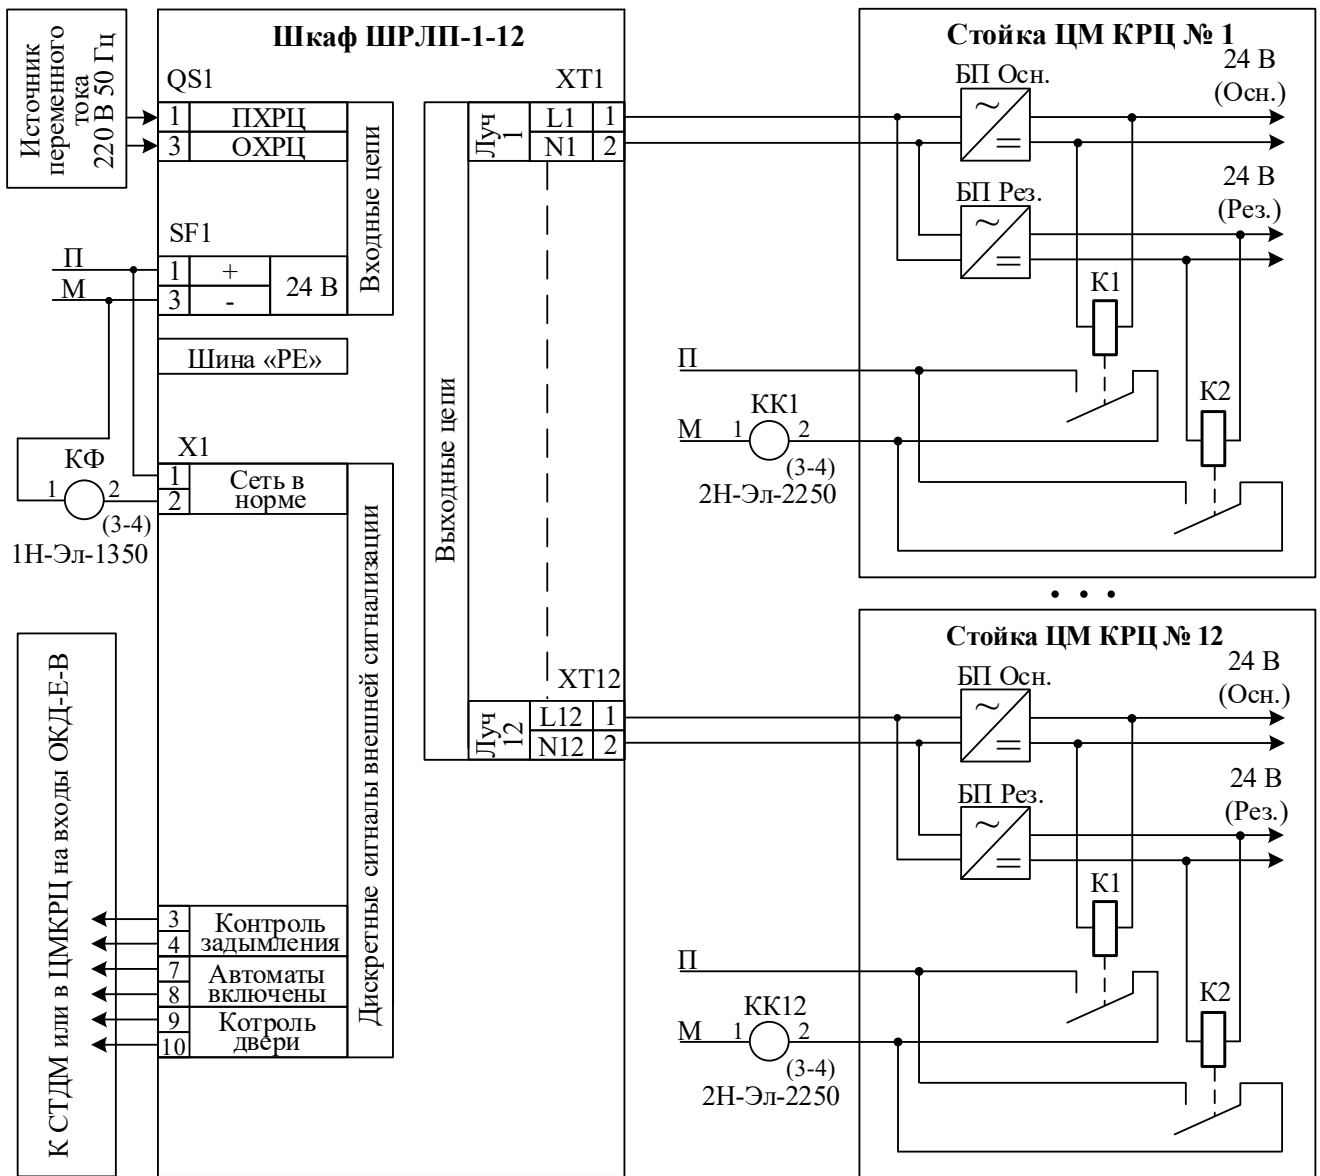 Источник
переменного
тока
220 В 50 Гц
Шкаф ШРЛП-1-12
QS1
1 ПХРЦ
3 ОХРЦ
SF1
П
М
1 + 24 В
3 -
Входные цепи
Шина «PE»
X1
1 Сеть в
2 норме
КФ
1 2
(3-4)
1Н-Эл-1350
Дискретные сигналы внешней сигнализации
3 Контроль
4 задымления
7 Автоматы
8 включены
9 Котроль
10 двери
К СТДМ или в ЦМКРЦ на входы ОКД-Е-В
Выходные цепи
XT1
Луч
1
L1 1
N1 2
XT12
Луч
12
L12 1
N12 2
Стойка ЦМ КРЦ № 1
БП Осн.
~
=
24 В
(Осн.)
БП Рез.
~
=
24 В
(Рез.)
К1
К2
П
КК1
М 1 2
(3-4)
2Н-Эл-2250
• • •
Стойка ЦМ КРЦ № 12
БП Осн.
~
=
24 В
(Осн.)
БП Рез.
~
=
24 В
(Рез.)
К1
К2
П
КК12
М 1 2
(3-4)
2Н-Эл-2250